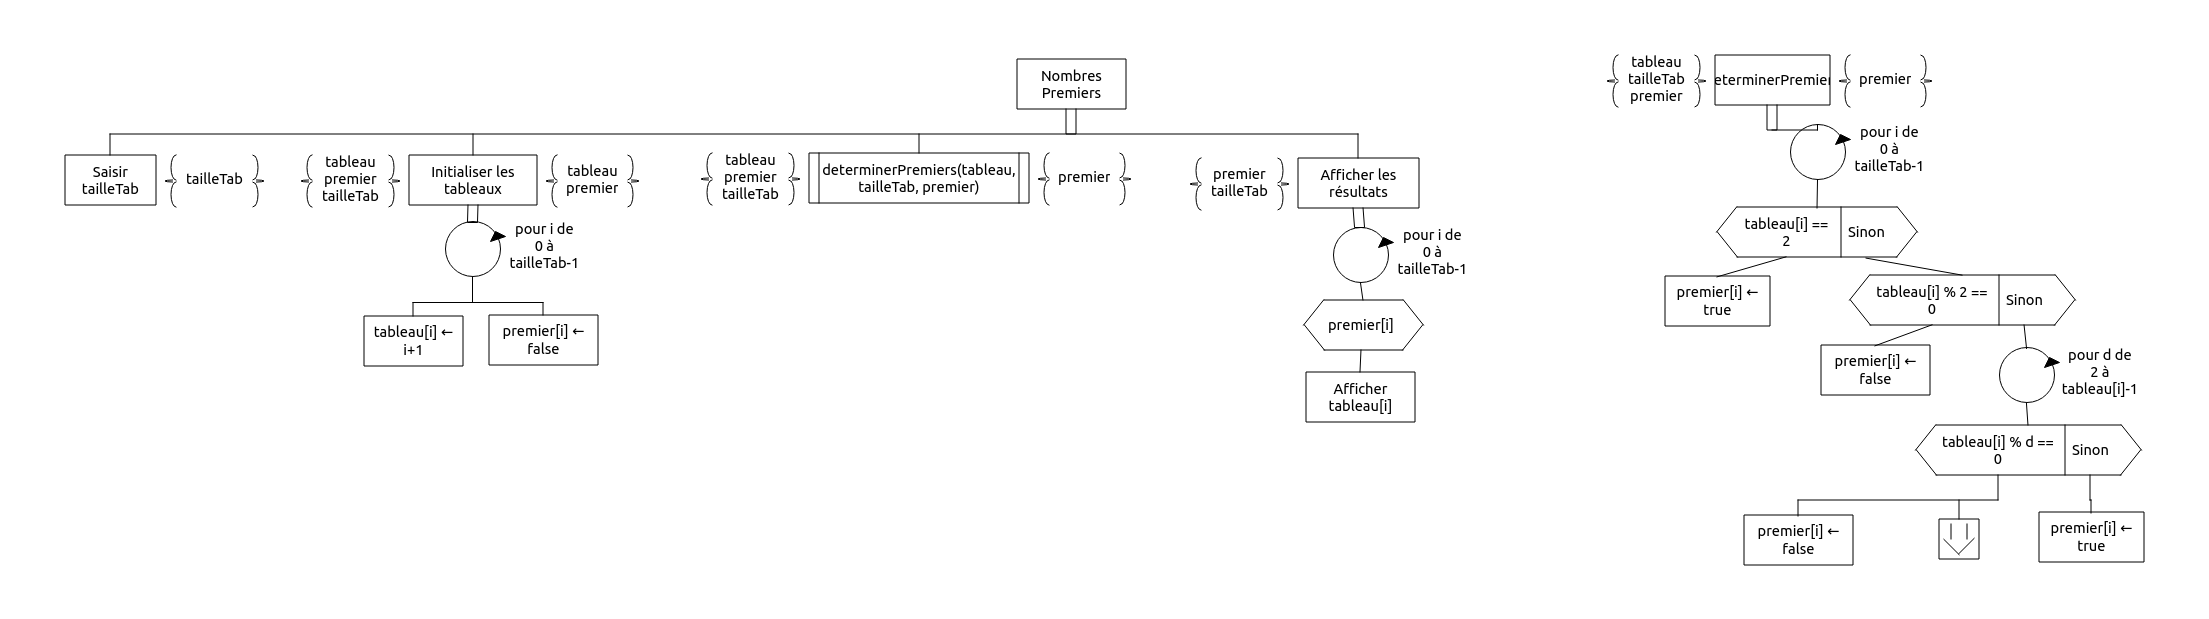 Nombres
Premiers
Saisir
tailleTab
tailleTab
tableau
premier
tailleTab
Initialiser les
tableaux
tableau
premier
pour i de
0 à
tailleTab-1
tableau[i] ←
i+1
premier[i] ←
false
tableau
premier
tailleTab
determinerPremiers(tableau,
tailleTab, premier)
premier
premier
tailleTab
Afficher les
résultats
pour i de
0 à
tailleTab-1
premier[i]
Afficher
tableau[i]
tableau
tailleTab
premier
eterminerPremier
premier
pour i de
0 à
tailleTab-1
tableau[i] ==
2
Sinon
premier[i] ←
true
tableau[i] % 2 ==
0
Sinon
premier[i] ←
false
pour d de
2 à
tableau[i]-1
tableau[i] % d ==
0
Sinon
premier[i] ←
false
premier[i] ←
true